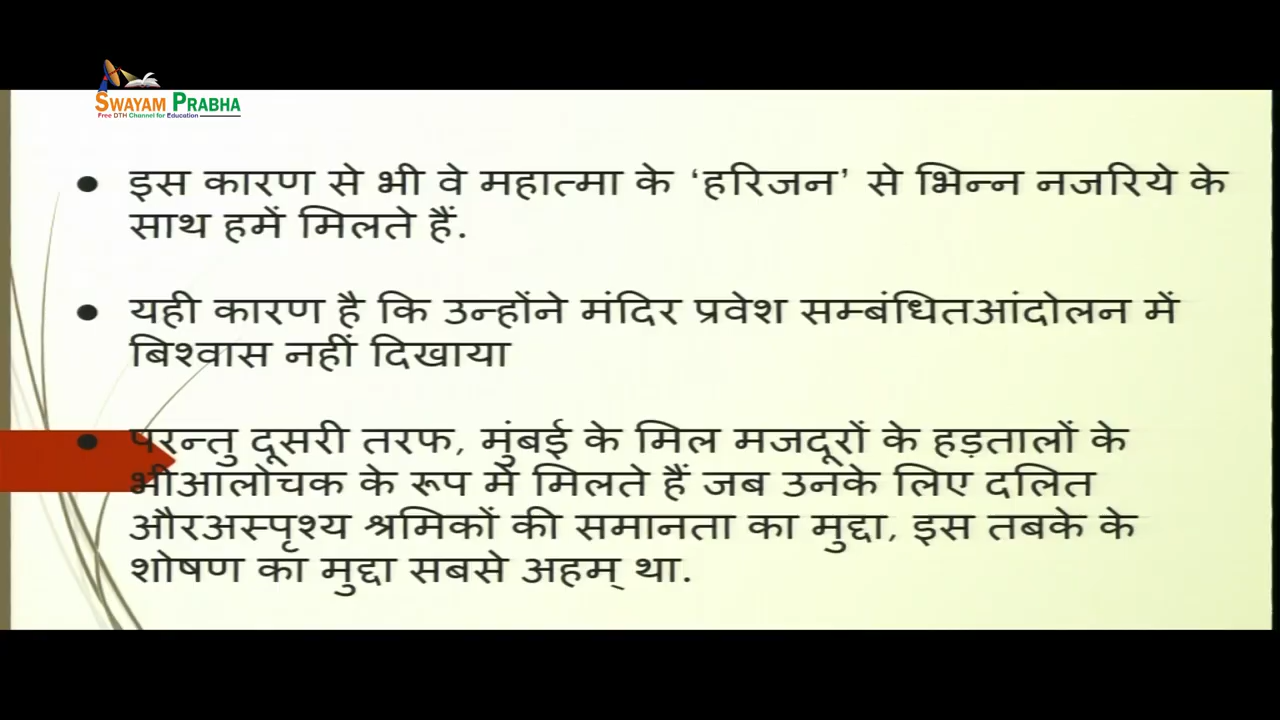 SWAYAM PRABHA
Free DTH Channel for Education
• इस कारण से भी वे महात्मा के ‘हरिजन’ से भिन्न नजरिये के
साथ हमें मिलते हैं.
• यही कारण है कि उन्होंने मंदिर प्रवेश सम्बंधितआंदोलन में
बिश्वास नहीं दिखाया
• परन्तु दूसरी तरफ, मुंबई के मिल मजदूरों के हड़तालों के
भीआलोचक के रूप में मिलते हैं जब उनके लिए दलित
औरअस्पृश्य श्रमिकों की समानता का मुद्दा, इस तबके के
शोषण का मुद्दा सबसे अहम् था.